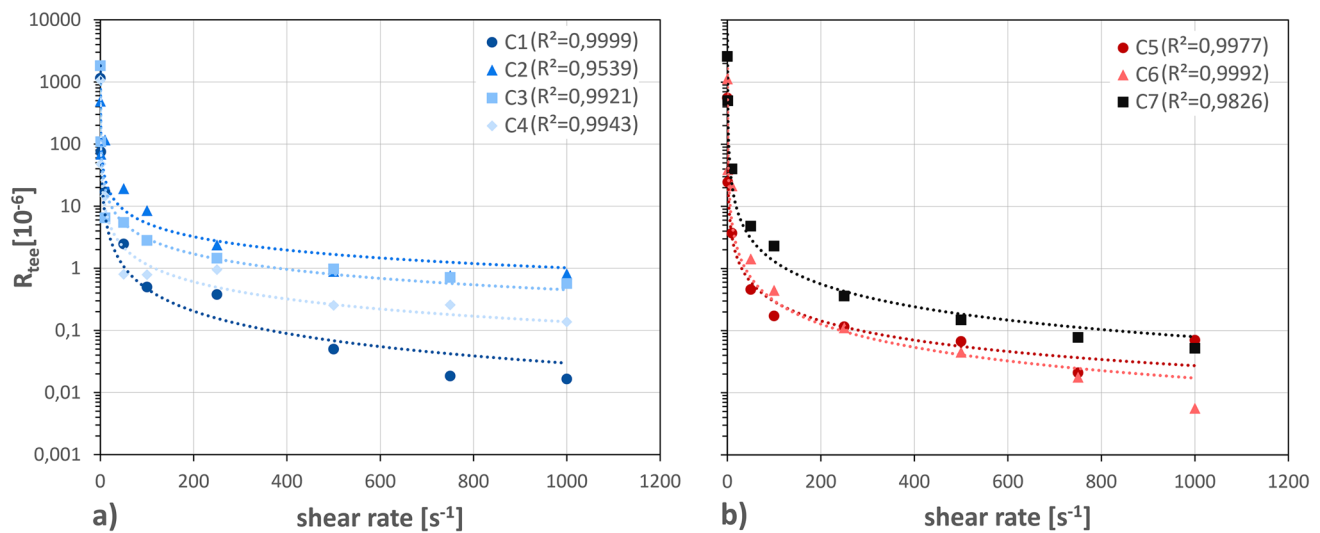 10000
1000
100
10
1
0,1
0,01
0,001
R_tee[10⁻⁶]
C1(R²=0,9999)
C2(R²=0,9539)
C3(R²=0,9921)
C4(R²=0,9943)
0 200 400 600 800 1000 1200
a) shear rate [s⁻¹]
C5(R²=0,9977)
C6(R²=0,9992)
C7(R²=0,9826)
0 200 400 600 800 1000 1200
b) shear rate [s⁻¹]